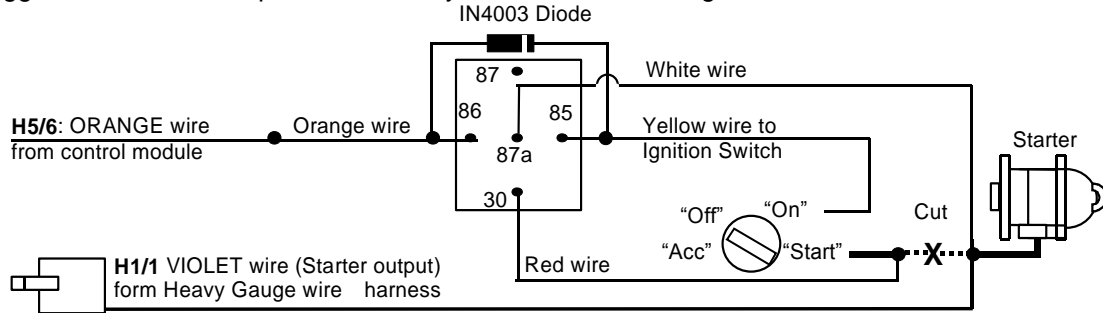 IN4003 Diode
87
White wire
86
85
H5/6: ORANGE wire
from control module
Orange wire
87a
Yellow wire to
Ignition Switch
Starter
30
"Off"
"On"
Cut
"Acc"
"Start"
X
H1/1 VIOLET wire (Starter output)
form Heavy Gauge wire harness
Red wire